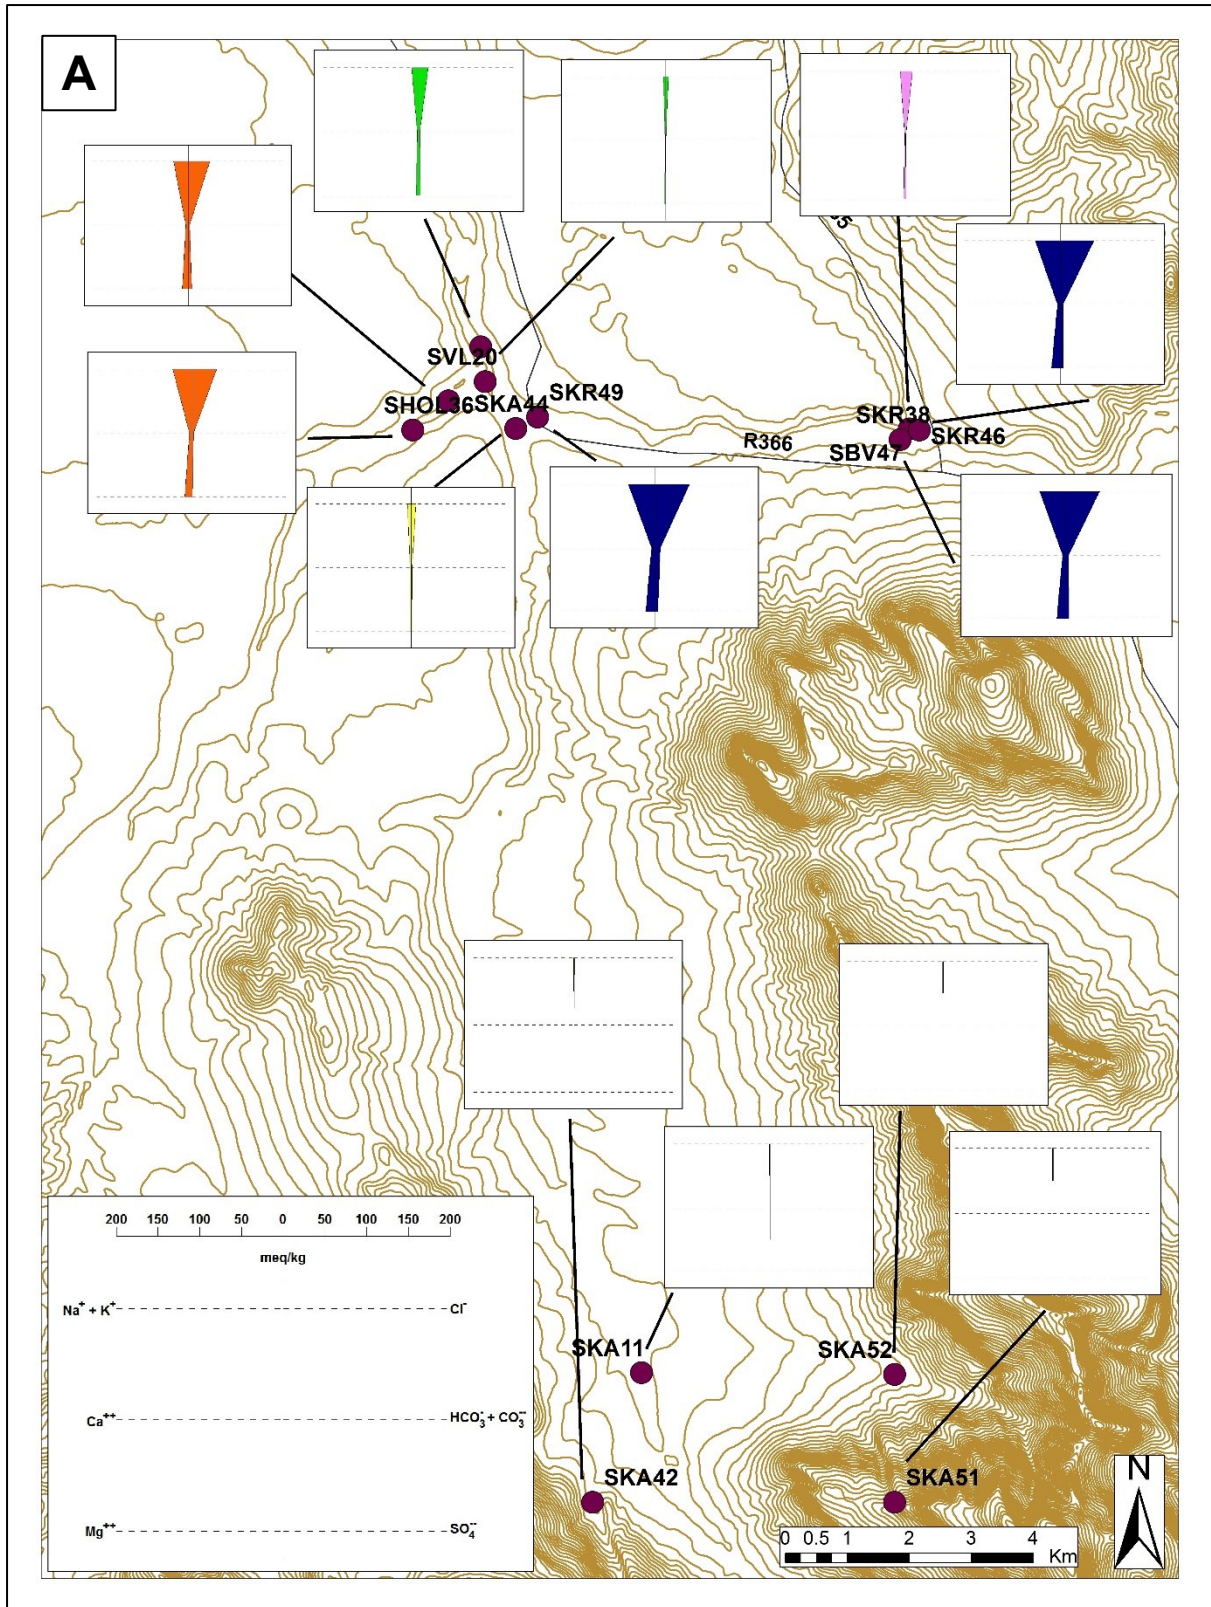 A
55
SVL20
SHOL36
SKA44
SKR49
SKR38
SKR46
SBV47
R366
200 150 100 50 0 50 100 150 200
meq/kg
Na⁺ + K⁺ Cl⁻
Ca⁺⁺ HCO₃⁻ + CO₃⁻⁻
Mg⁺⁺ SO₄⁻⁻
SKA11
SKA52
SKA42
SKA51
N
0 0.5 1 2 3 4
Km